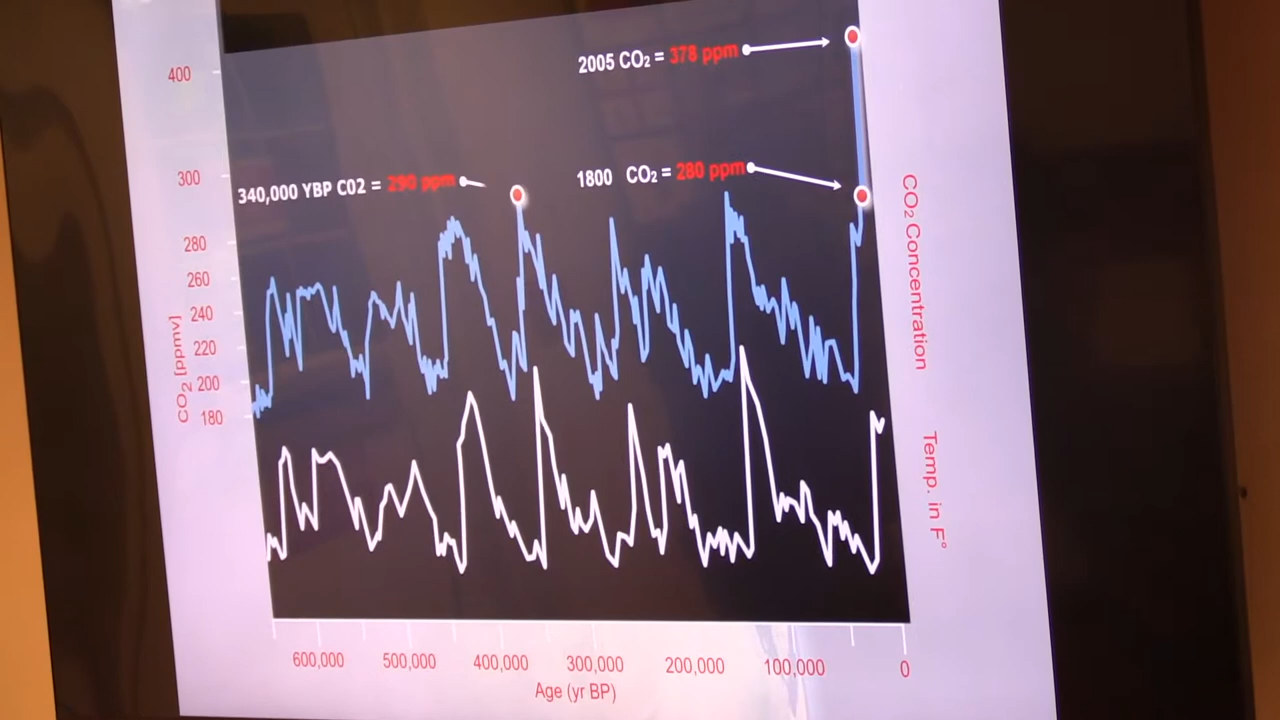 2005 CO₂ = 378 ppm
400
300
340,000 YBP C02 = 290 ppm
1800 CO₂ = 280 ppm
280
260
240
220
200
180
CO₂ [ppmv]
CO₂ Concentration
Temp. in F°
600,000 500,000 400,000 300,000 200,000 100,000 0
Age (yr BP)